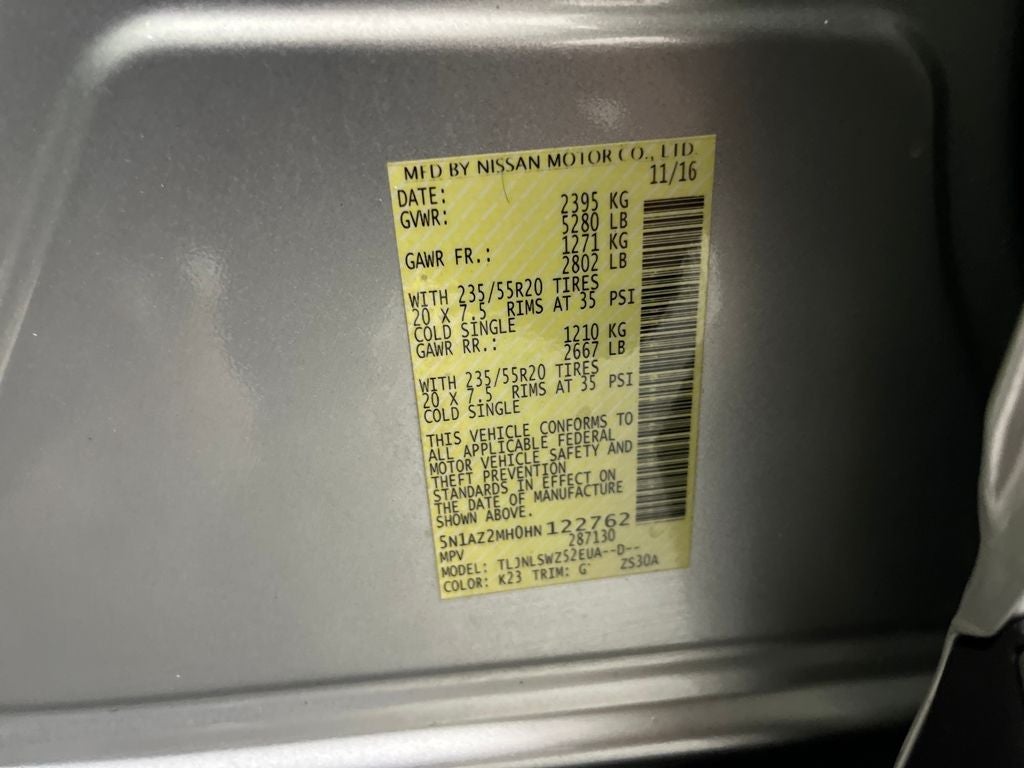 MFD BY NISSAN MOTOR CO., LTD.
DATE: 11/16
GVWR: 2395 KG
5280 LB
GAWR FR.: 1271 KG
2802 LB
WITH 235/55R20 TIRES
20 X 7.5 RIMS AT 35 PSI
COLD SINGLE
GAWR RR.: 1210 KG
2667 LB
WITH 235/55R20 TIRES
20 X 7.5 RIMS AT 35 PSI
COLD SINGLE
THIS VEHICLE CONFORMS TO
ALL APPLICABLE FEDERAL
MOTOR VEHICLE SAFETY AND
THEFT PREVENTION
STANDARDS IN EFFECT ON
THE DATE OF MANUFACTURE
SHOWN ABOVE.
5N1AZ2MH0HN122762
MPV 287130
MODEL: TLJNLSWZ52EUA--D--
COLOR: K23 TRIM: G ZS30A